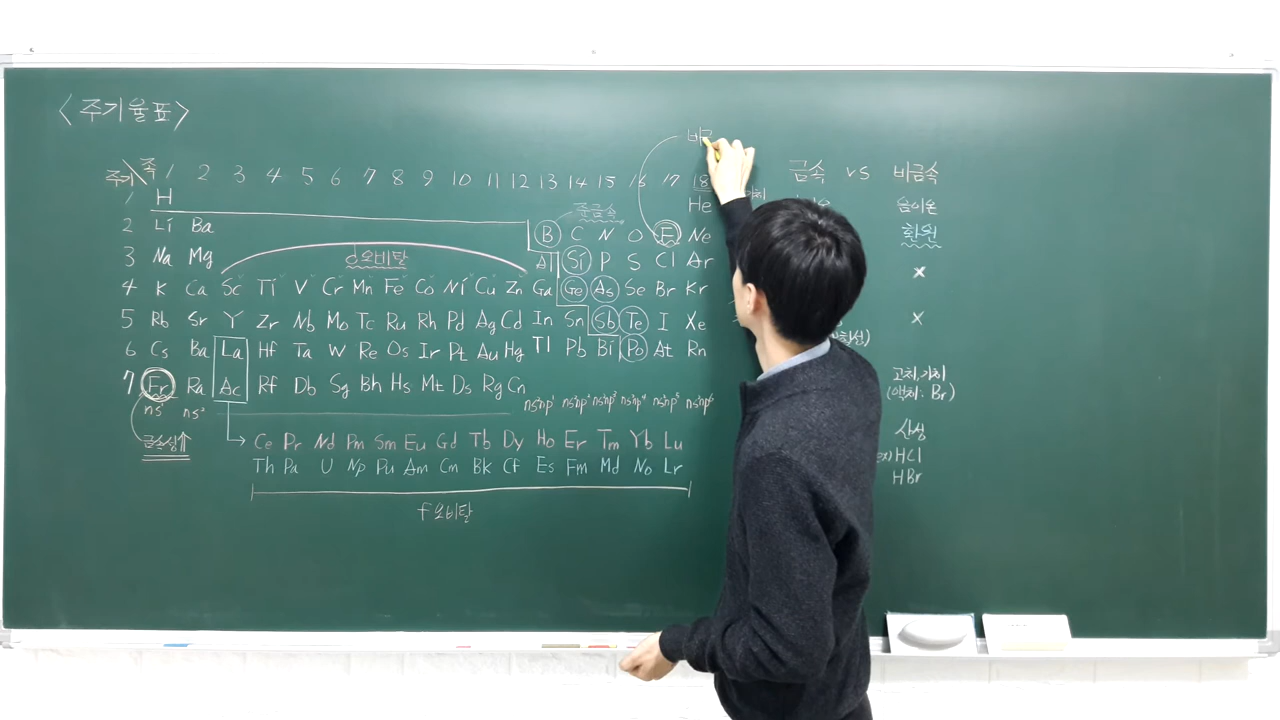 <주기율표>
비금
족 1 2 3 4 5 6 7 8 9 10 11 12 13 14 15 16 17 18 금속 vs 비금속
주기
1 H He 음이온
준금속
2 Li Ba B C N O F Ne 환원
3 Na Mg d오비탈 Al Si P S Cl Ar ×
4 K Ca Sc Ti V Cr Mn Fe Co Ni Cu Zn Ga Ge As Se Br Kr
5 Rb Sr Y Zr Nb Mo Tc Ru Rh Pd Ag Cd In Sn Sb Te I Xe ×
6 Cs Ba La Hf Ta W Re Os Ir Pt Au Hg Tl Pb Bi Po At Rn
7 Fr Ra Ac Rf Db Sg Bh Hs Mt Ds Rg Cn 고체, 기체
(액체: Br)
ns¹ ns² ns²np¹ ns²np² ns²np³ ns²np⁴ ns²np⁵ ns²np⁶
금속성↑ 산성
Ce Pr Nd Pm Sm Eu Gd Tb Dy Ho Er Tm Yb Lu HCl
Th Pa U Np Pu Am Cm Bk Cf Es Fm Md No Lr HBr
f오비탈